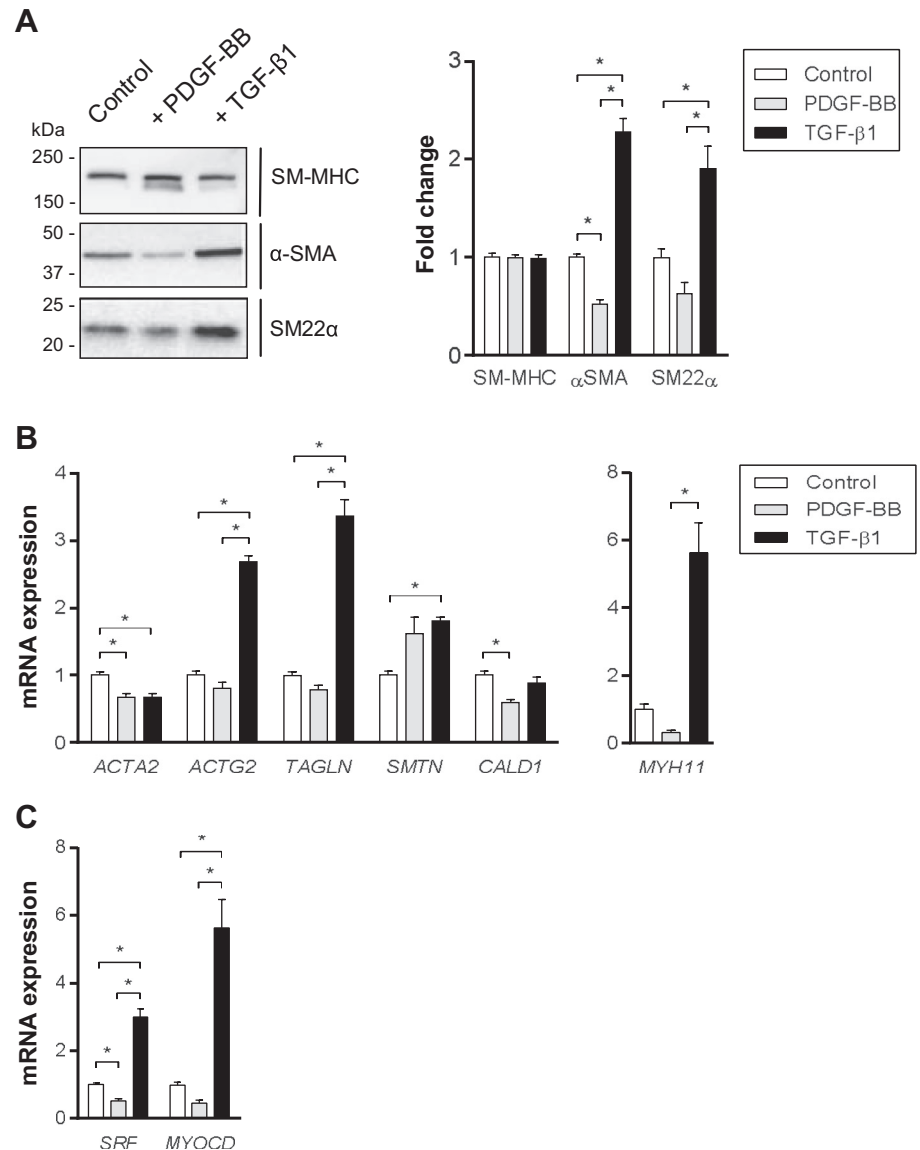 A
Control
+ PDGF-BB
+ TGF-β1
kDa
250 -
150 -
SM-MHC
50 -
37 -
α-SMA
25 -
20 -
SM22α
Fold change
3
2
1
0
* * * * *
SM-MHC αSMA SM22α
Control
PDGF-BB
TGF-β1
B
mRNA expression
4
3
2
1
0
* * * * * * * *
ACTA2 ACTG2 TAGLN SMTN CALD1
8
6
4
2
0
*
MYH11
Control
PDGF-BB
TGF-β1
C
mRNA expression
8
6
4
2
0
* * * * *
SRF MYOCD